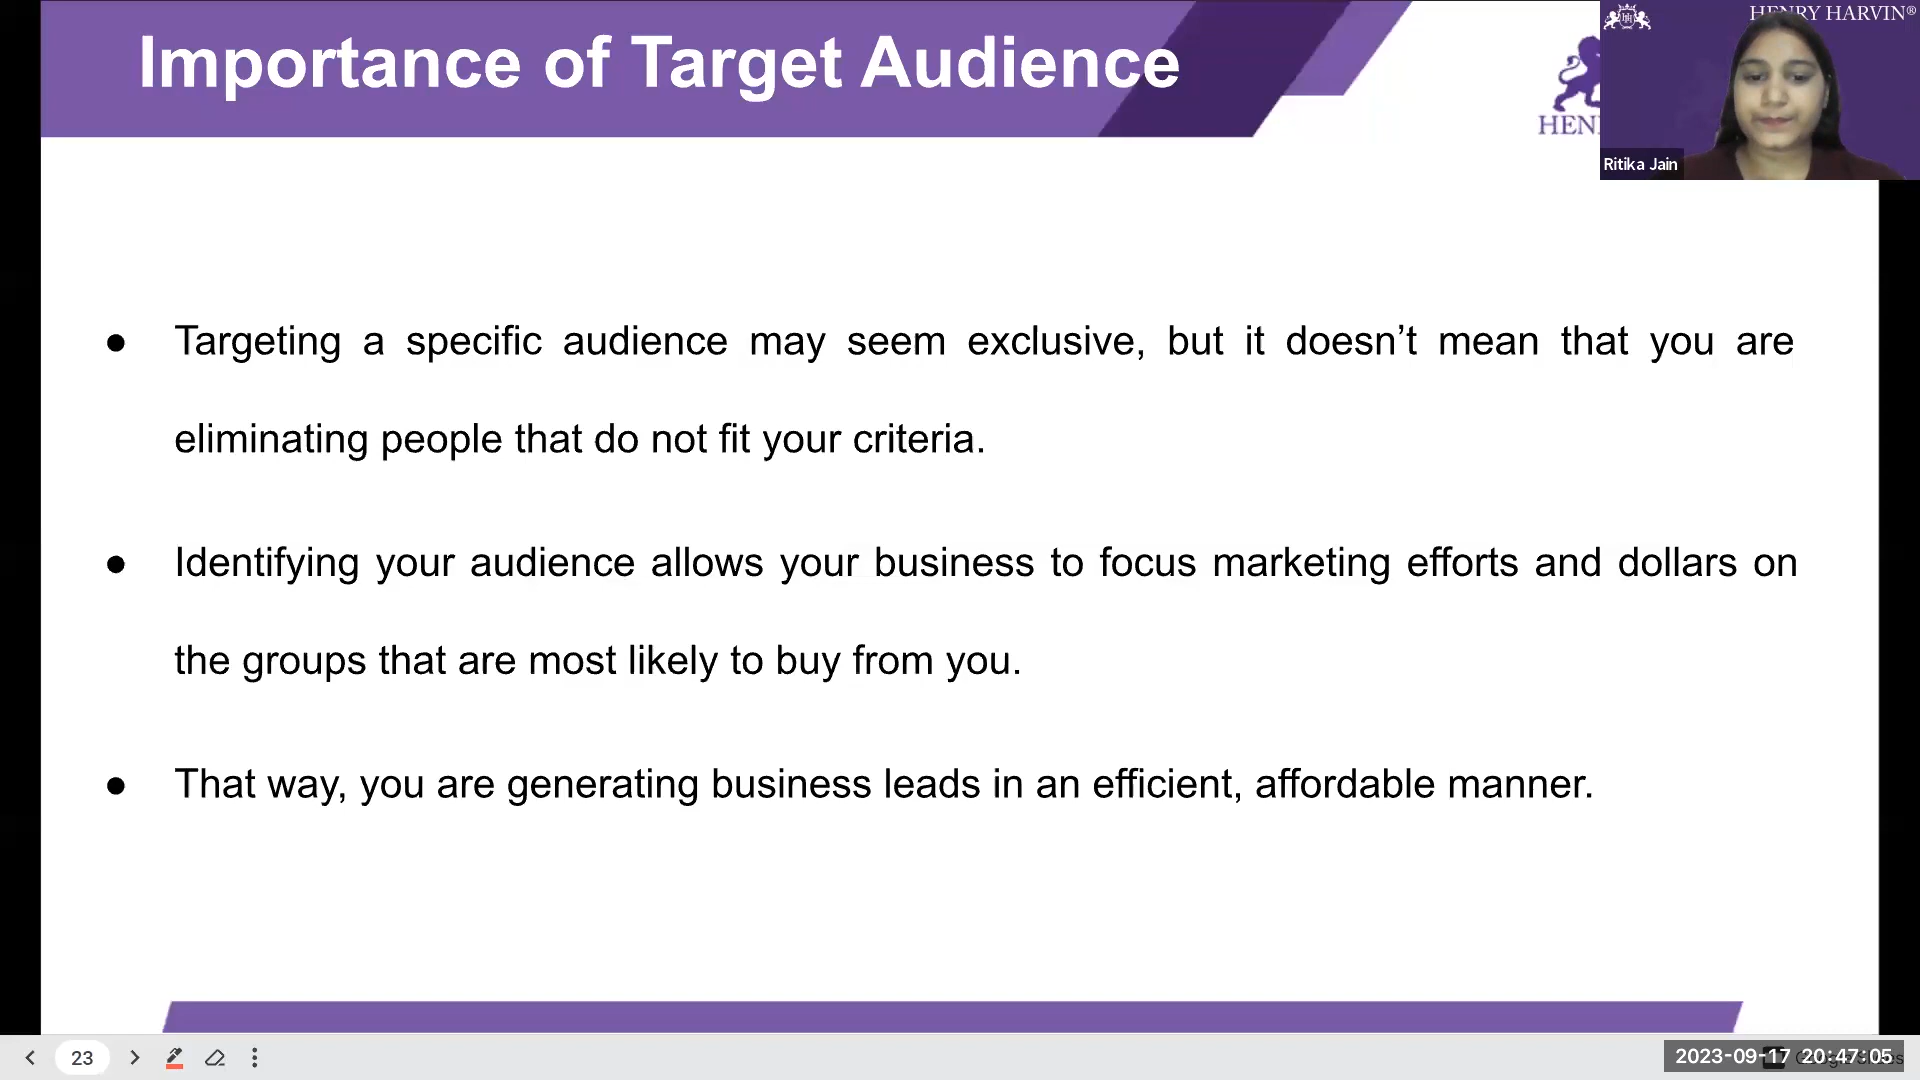 Importance of Target Audience
HENRY HARVIN®
HEN
Ritika Jain
● Targeting a specific audience may seem exclusive, but it doesn’t mean that you are
eliminating people that do not fit your criteria.
● Identifying your audience allows your business to focus marketing efforts and dollars on
the groups that are most likely to buy from you.
● That way, you are generating business leads in an efficient, affordable manner.
23
2023-09-17 20:47:05